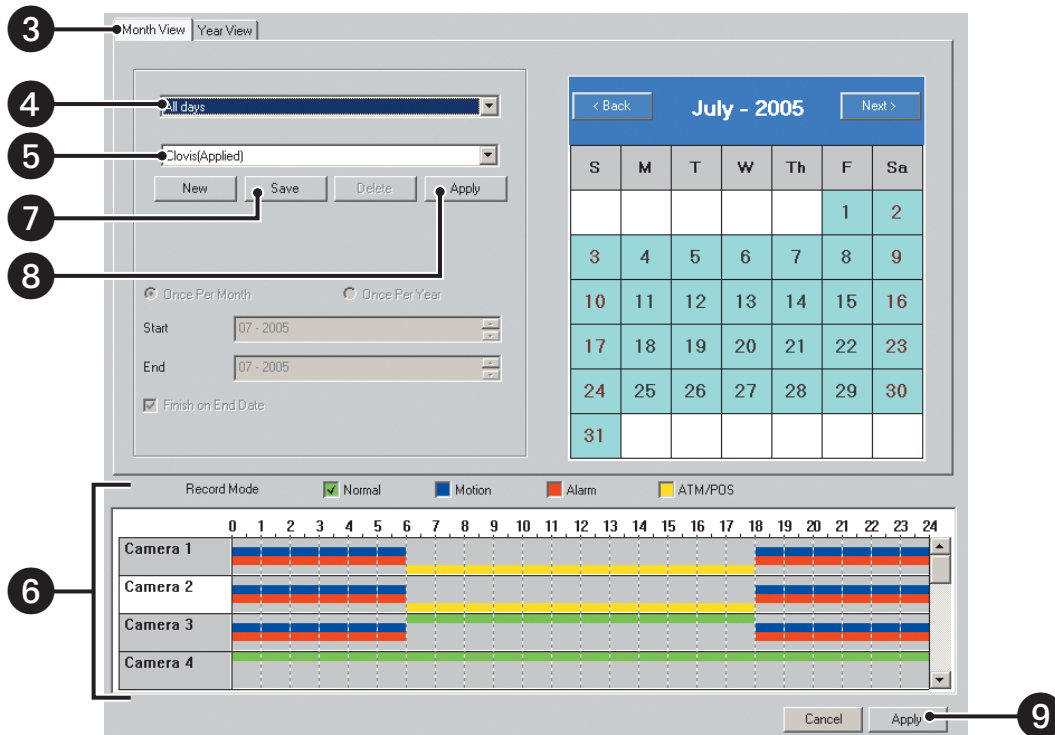 3 Month View Year View
4 All days
< Back July - 2005 Next >
5 Clovis(Applied)
S M T W Th F Sa
New Save Delete Apply
7
1 2
8
3 4 5 6 7 8 9
Once Per Month Once Per Year
10 11 12 13 14 15 16
Start 07 - 2005
17 18 19 20 21 22 23
End 07 - 2005
24 25 26 27 28 29 30
Finish on End Date
31
Record Mode Normal Motion Alarm ATM/POS
0 1 2 3 4 5 6 7 8 9 10 11 12 13 14 15 16 17 18 19 20 21 22 23 24
Camera 1
6 Camera 2
Camera 3
Camera 4
Cancel Apply 9